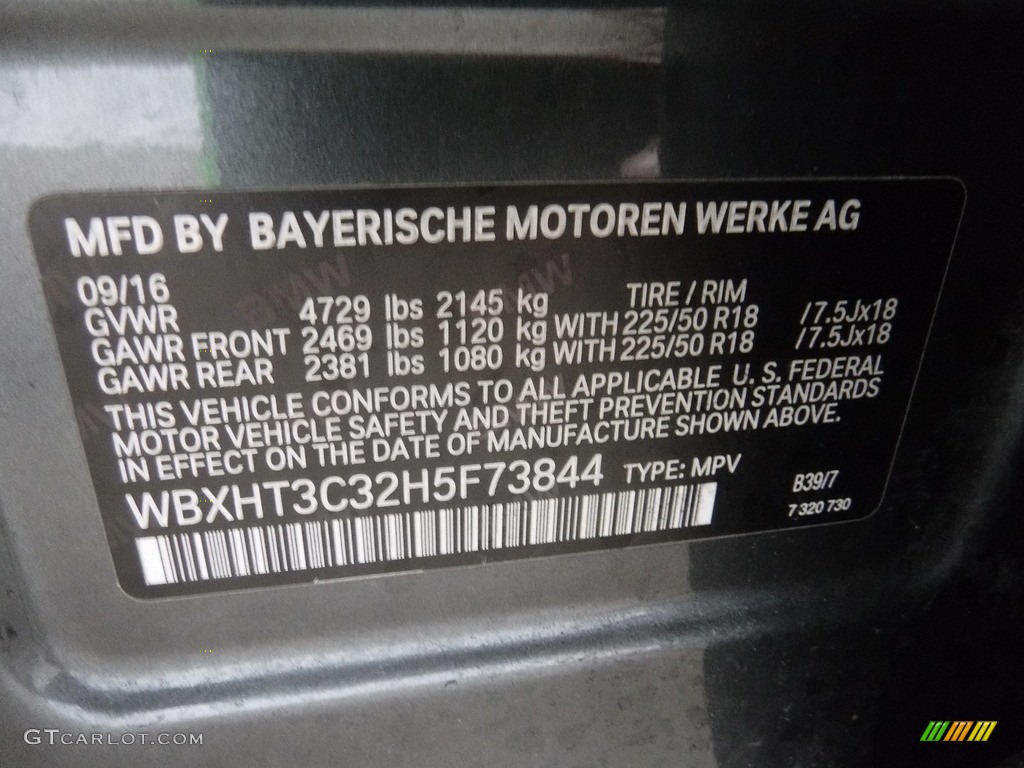 MFD BY BAYERISCHE MOTOREN WERKE AG
09/16 TIRE / RIM
GVWR 4729 lbs 2145 kg
GAWR FRONT 2469 lbs 1120 kg WITH 225/50 R18 /7.5Jx18
GAWR REAR 2381 lbs 1080 kg WITH 225/50 R18 /7.5Jx18
THIS VEHICLE CONFORMS TO ALL APPLICABLE U. S. FEDERAL
MOTOR VEHICLE SAFETY AND THEFT PREVENTION STANDARDS
IN EFFECT ON THE DATE OF MANUFACTURE SHOWN ABOVE.
WBXHT3C32H5F73844 TYPE: MPV B39/7
7 320 730
GTCARLOT.COM